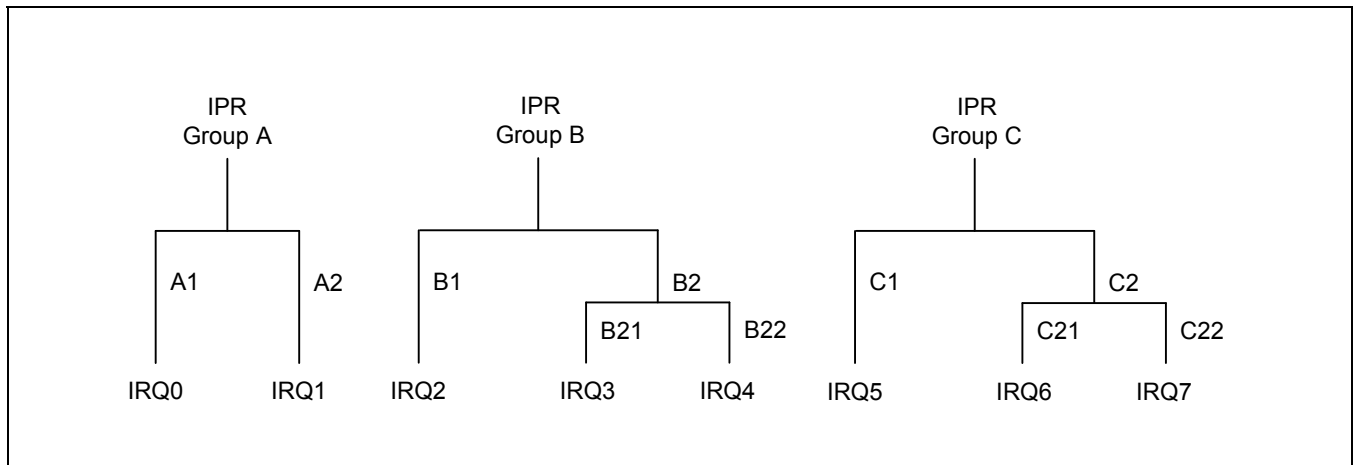 IPR
Group A
IPR
Group B
IPR
Group C
A1
A2
B1
B2
C1
C2
B21
B22
C21
C22
IRQ0
IRQ1
IRQ2
IRQ3
IRQ4
IRQ5
IRQ6
IRQ7